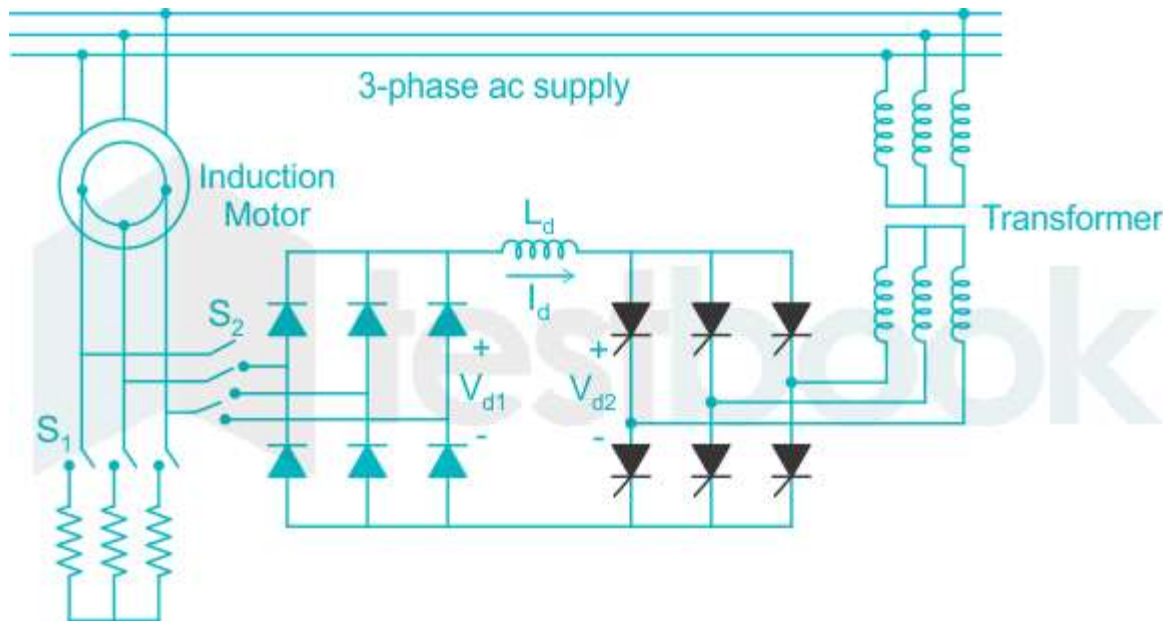 3-phase ac supply
Induction
Motor
L_d
Transformer
I_d
S_2
testbook
+ +
V_d1 V_d2
- -
S_1